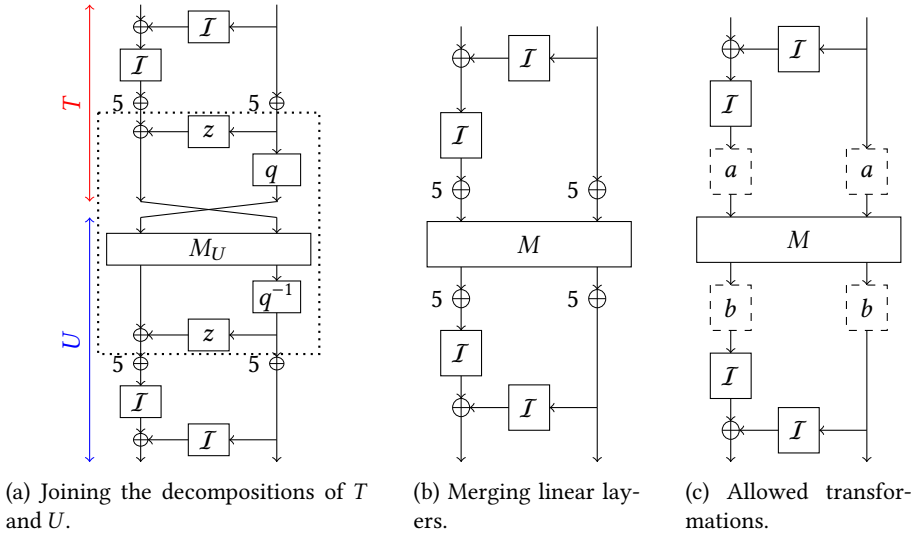 I
I
5 5
z
q
T
M_U
q⁻¹
z
U
5 5
I
I
I
I
5 5
M
5 5
I
I
I
I
a a
M
b b
I
I
(a) Joining the decompositions of T
and U.
(b) Merging linear lay-
ers.
(c) Allowed transfor-
mations.